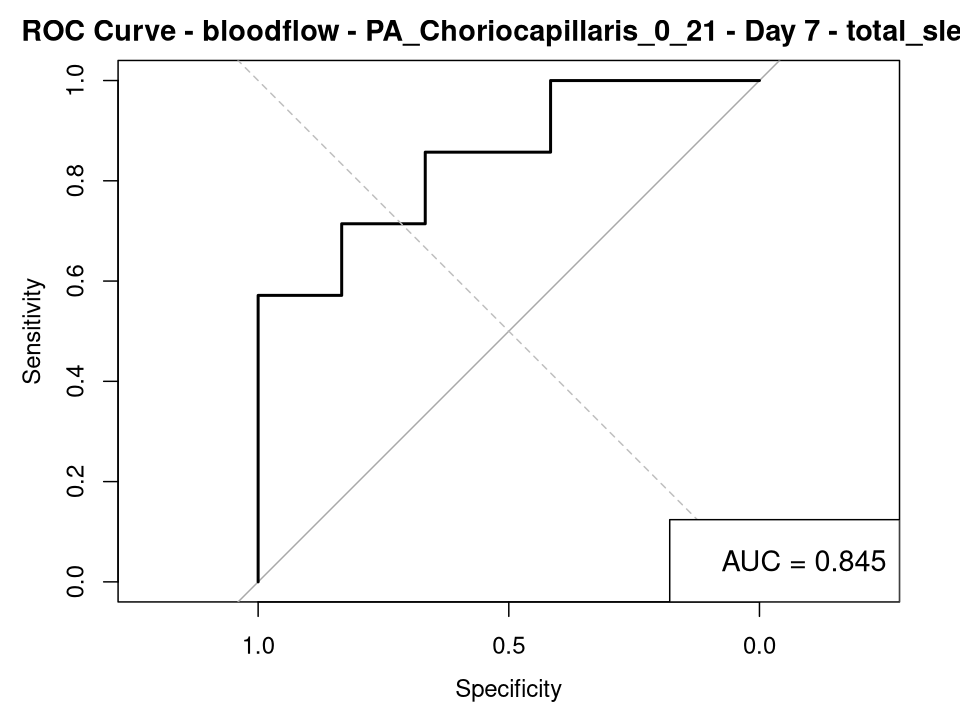 ROC Curve - bloodflow - PA_Choriocapillaris_0_21 - Day 7 - total_sle
1.0
0.8
0.6
0.4
0.2
0.0
Sensitivity
AUC = 0.845
1.0 0.5 0.0
Specificity